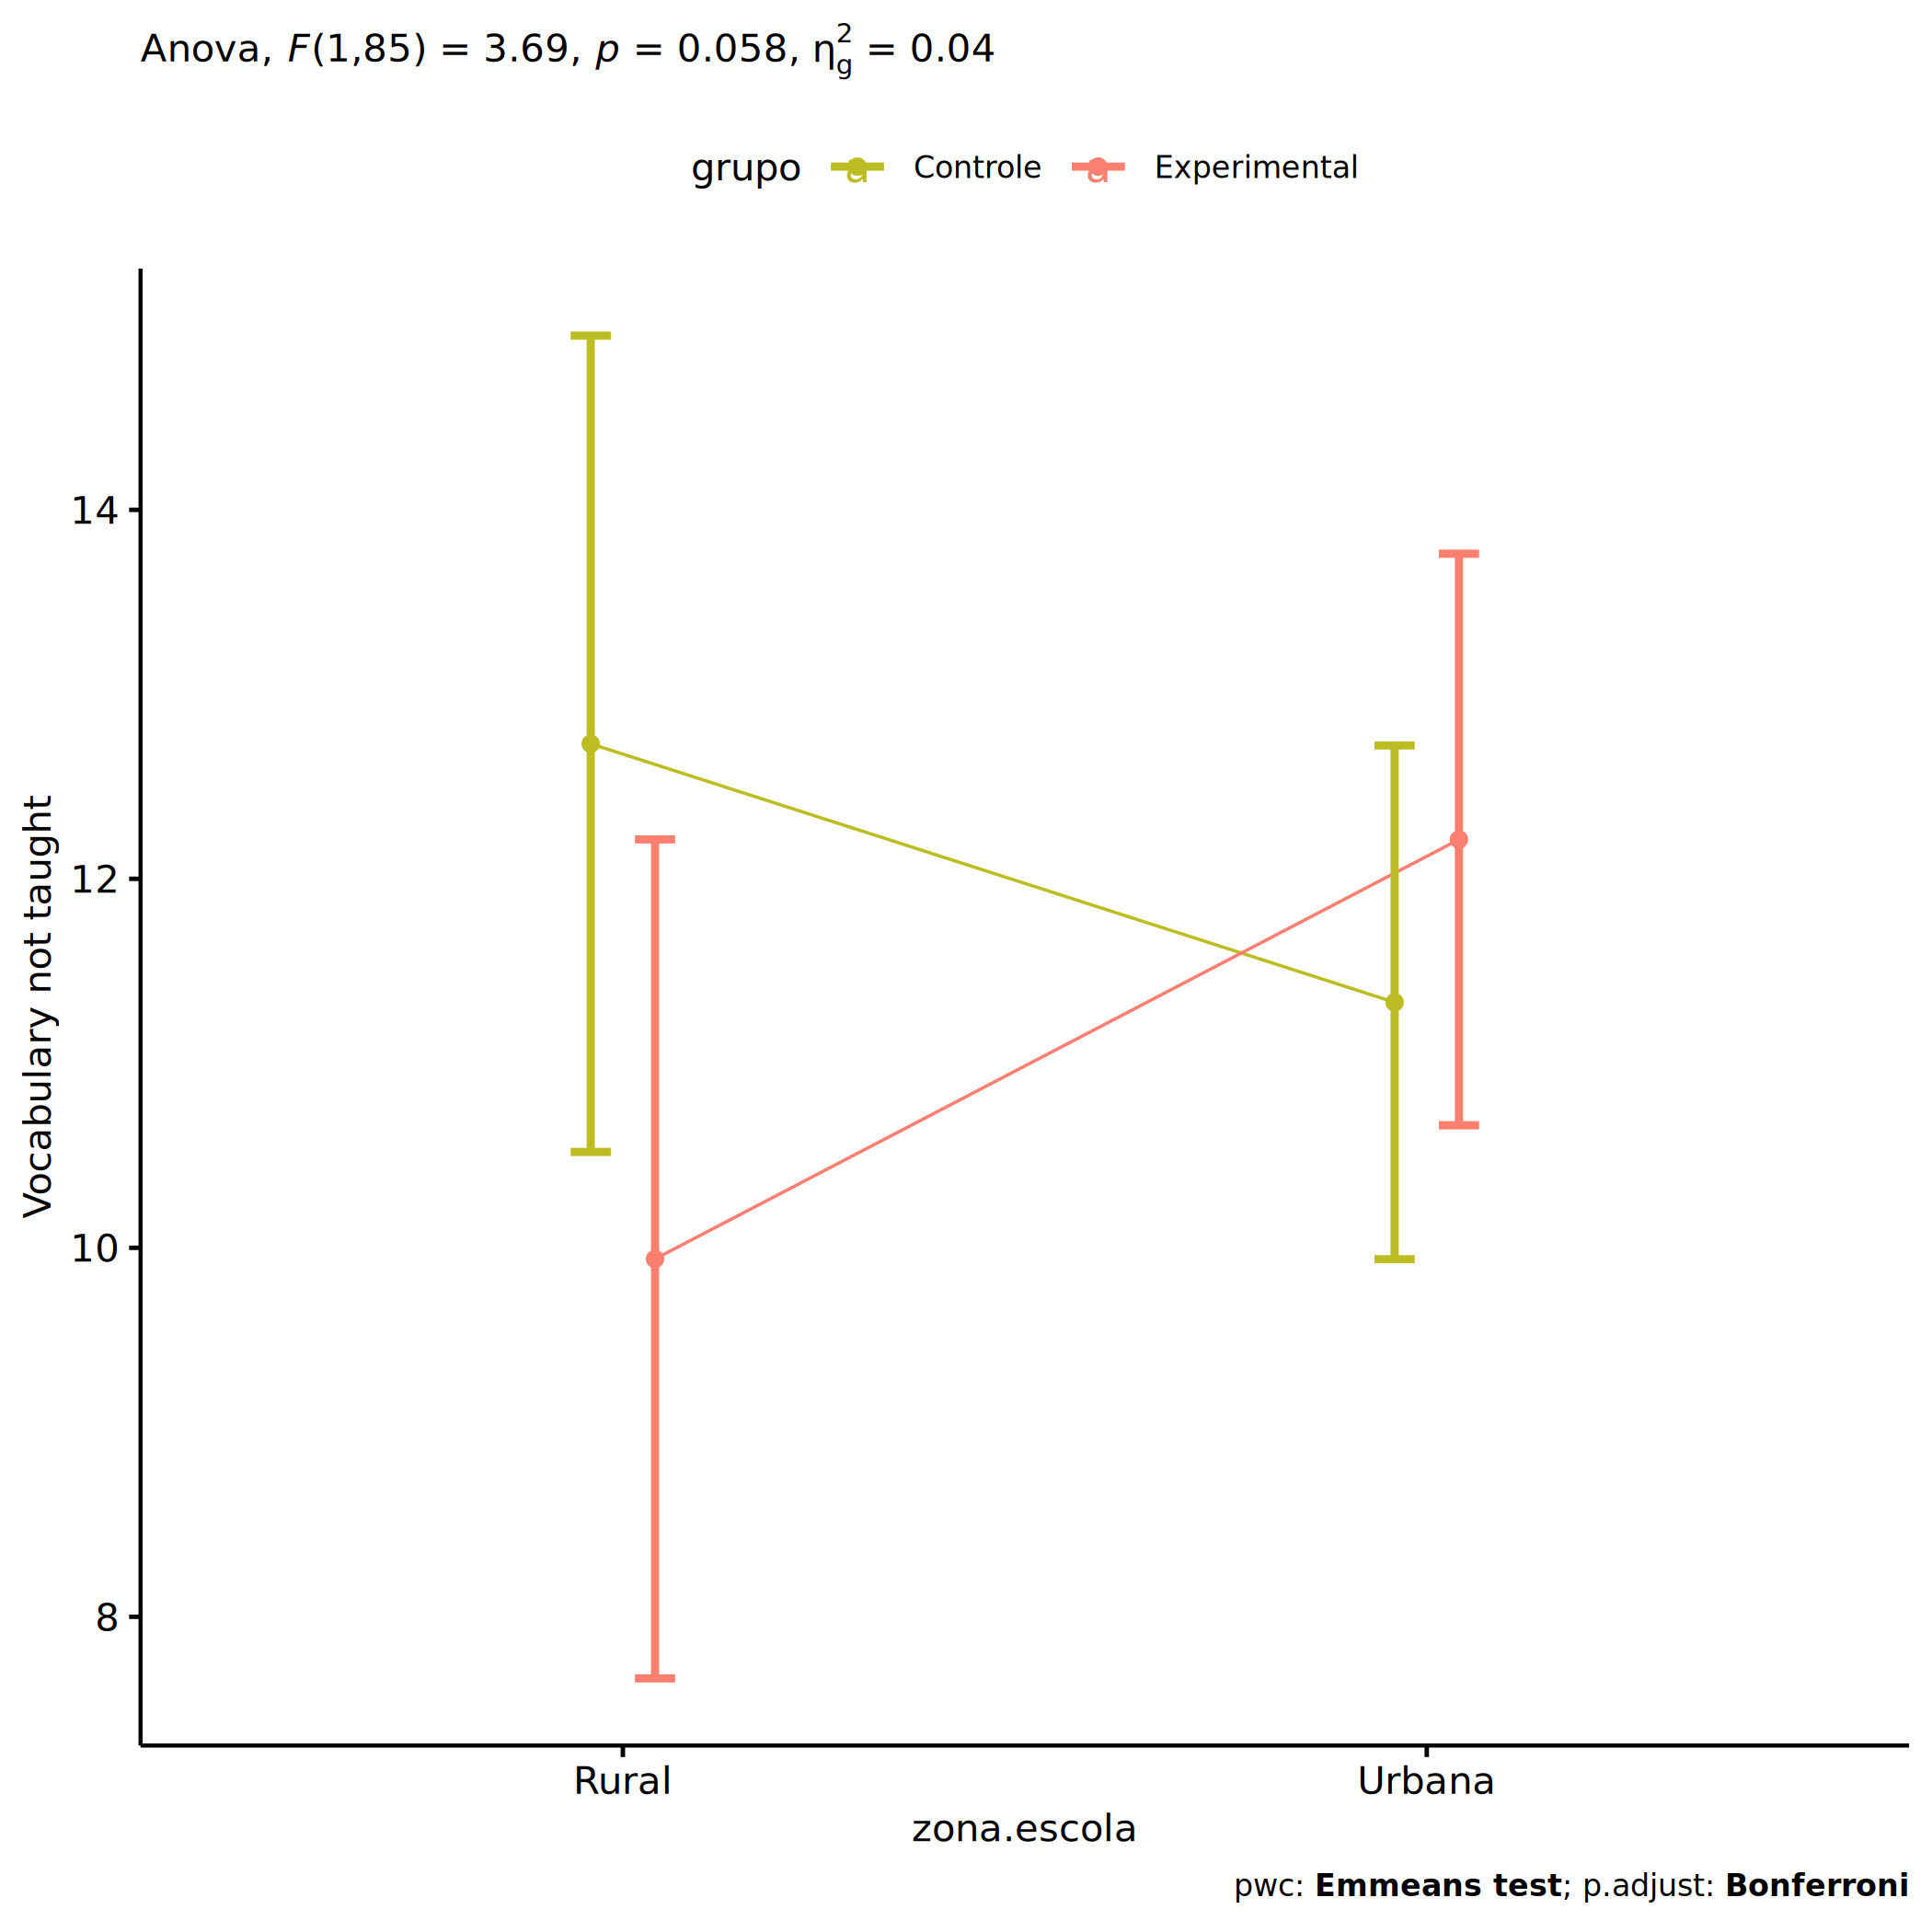 Anova, F(1,85) = 3.69, p = 0.058, η²g = 0.04
grupo Controle Experimental
14
12
10
8
Vocabulary not taught
Rural Urbana
zona.escola
pwc: Emmeans test; p.adjust: Bonferroni